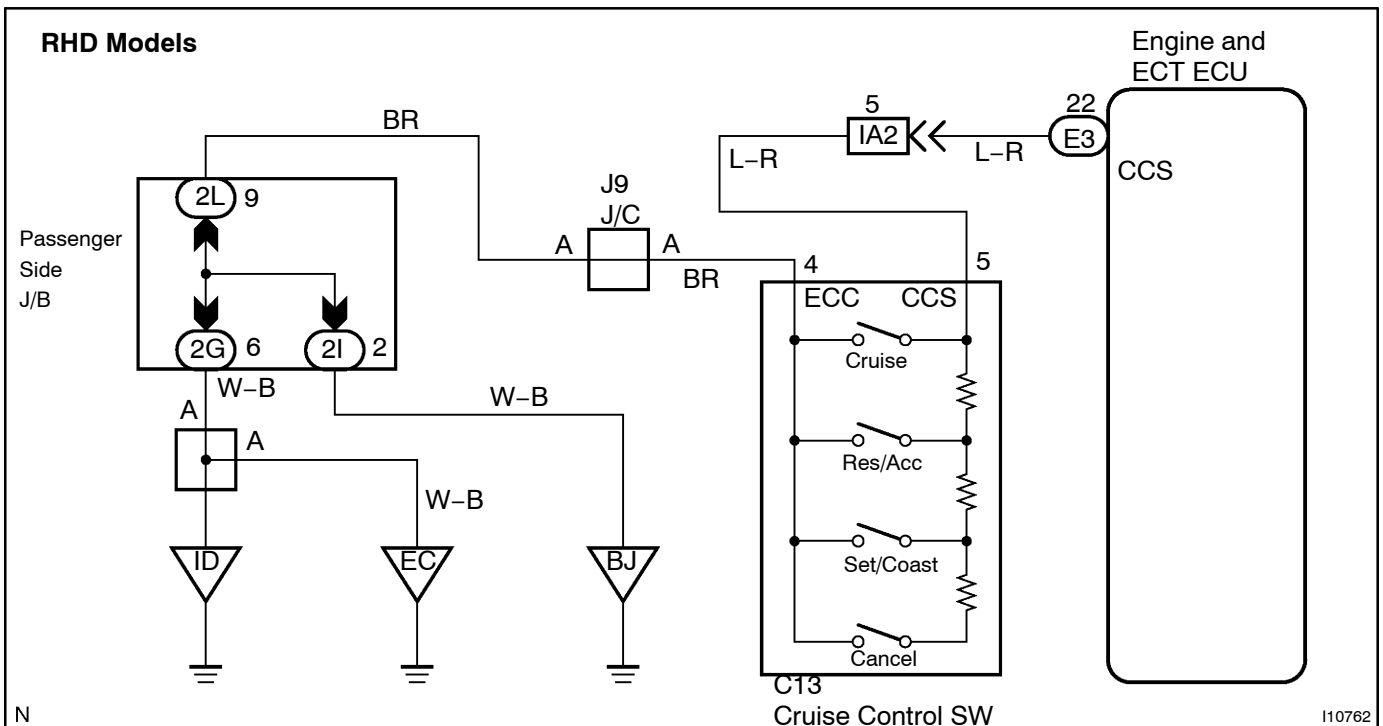 RHD Models
Engine and
ECT ECU
5
22
BR
IA2
E3
L−R
L−R
CCS
2L
9
J9
J/C
Passenger
Side
J/B
A
A
BR
4
5
ECC
CCS
2G
6
2I
2
Cruise
W−B
W−B
A
A
Res/Acc
W−B
ID
EC
BJ
Set/Coast
Cancel
C13
Cruise Control SW
N
I10762